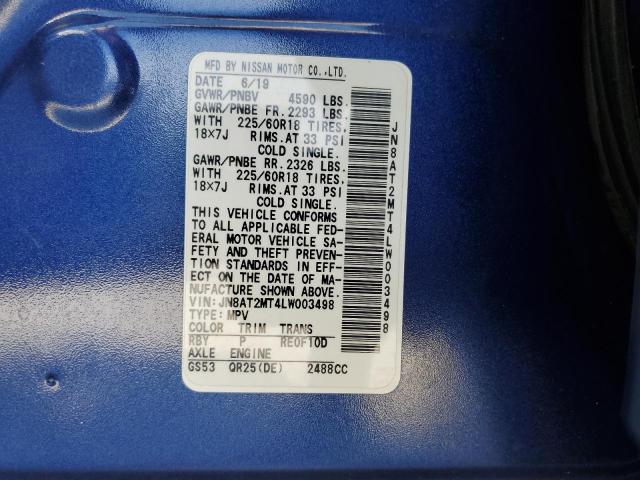 MFD BY NISSAN MOTOR CO.,LTD.
DATE 6/19
GVWR/PNBV 4590 LBS.
GAWR/PNBE FR. 2293 LBS.
WITH 225/60R18 TIRES.
18X7J RIMS.AT 33 PSI
COLD SINGLE.
GAWR/PNBE RR. 2326 LBS.
WITH 225/60R18 TIRES.
18X7J RIMS.AT 33 PSI
COLD SINGLE.
THIS VEHICLE CONFORMS
TO ALL APPLICABLE FED-
ERAL MOTOR VEHICLE SA-
FETY AND THEFT PREVEN-
TION STANDARDS IN EFF-
ECT ON THE DATE OF MA-
NUFACTURE SHOWN ABOVE.
VIN: JN8AT2MT4LW003498
TYPE: MPV
COLOR TRIM TRANS
RBY P RE0F10D
AXLE ENGINE
GS53 QR25(DE) 2488CC
JN8AT2MT4LW003498